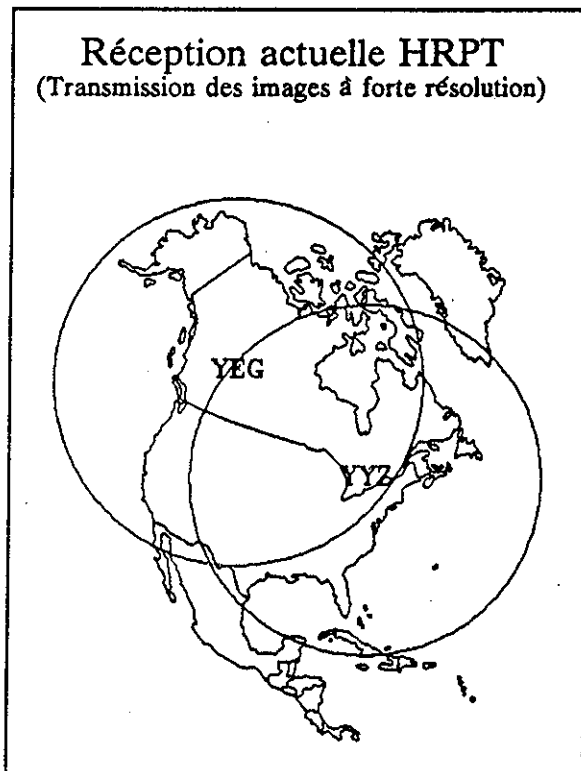 Réception actuelle HRPT
(Transmission des images à forte résolution)
YEG
YYZ